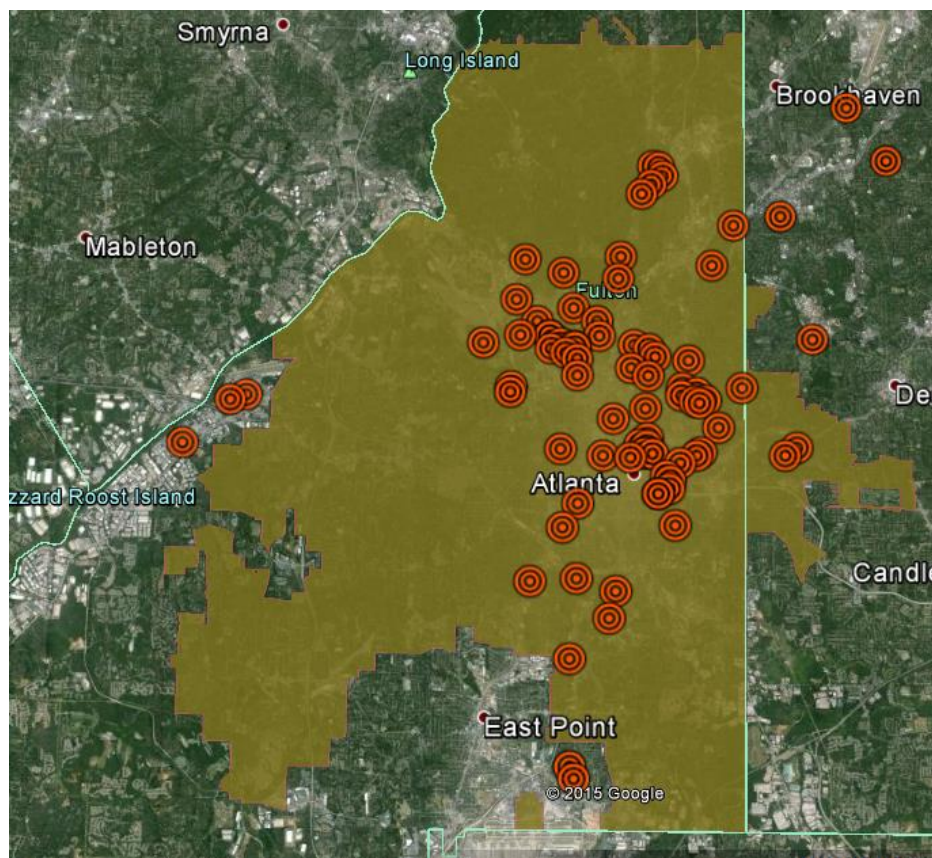 Smyrna
Long Island
Brookhaven
Mableton
Fulton
zzard Roost Island
Atlanta
De
Candle
East Point
© 2015 Google